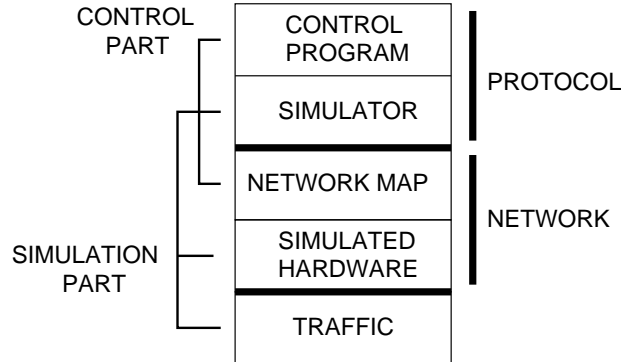 CONTROL
PART
CONTROL
PROGRAM
PROTOCOL
SIMULATOR
NETWORK MAP
NETWORK
SIMULATION
PART
SIMULATED
HARDWARE
TRAFFIC